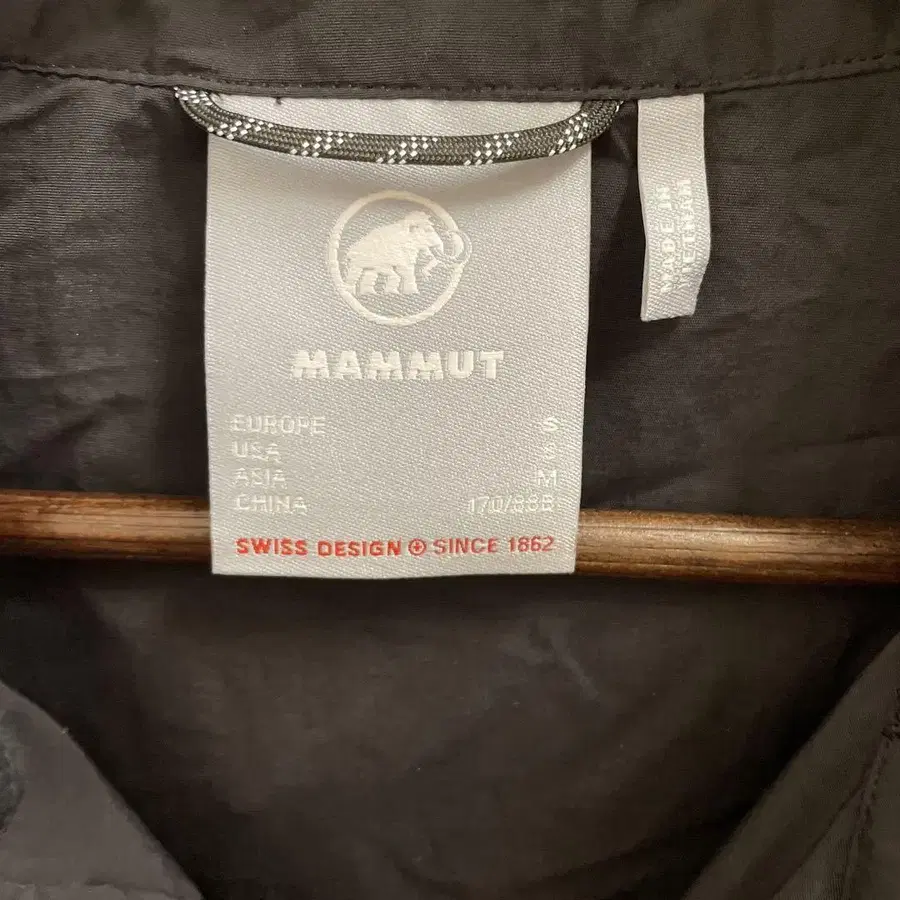 MAMMUT
EUROPE S
USA S
ASIA M
CHINA 170/88B
SWISS DESIGN SINCE 1862
MADE IN
VIETNAM